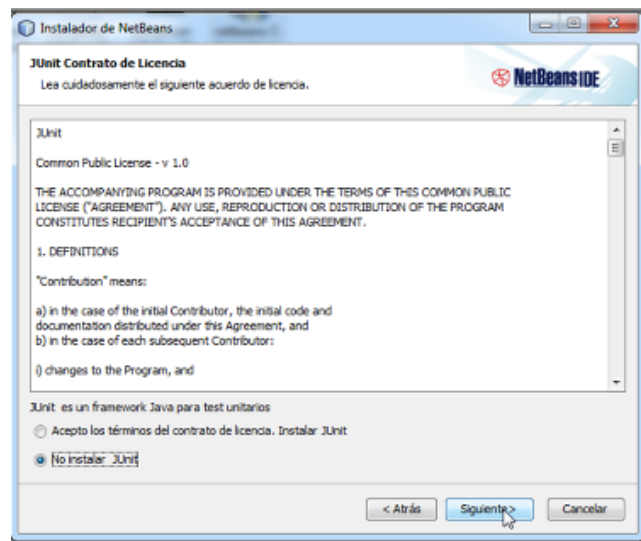 Instalador de NetBeans
JUnit Contrato de Licencia
Lea cuidadosamente el siguiente acuerdo de licencia.
NetBeans IDE
JUnit
Common Public License - v 1.0
THE ACCOMPANYING PROGRAM IS PROVIDED UNDER THE TERMS OF THIS COMMON PUBLIC
LICENSE ("AGREEMENT"). ANY USE, REPRODUCTION OR DISTRIBUTION OF THE PROGRAM
CONSTITUTES RECIPIENT'S ACCEPTANCE OF THIS AGREEMENT.
1. DEFINITIONS
"Contribution" means:
a) in the case of the initial Contributor, the initial code and
documentation distributed under this Agreement, and
b) in the case of each subsequent Contributor:
i) changes to the Program, and
JUnit es un framework Java para test unitarios
Acepto los términos del contrato de licencia. Instalar JUnit
No instalar JUnit
< Atrás
Siguiente >
Cancelar